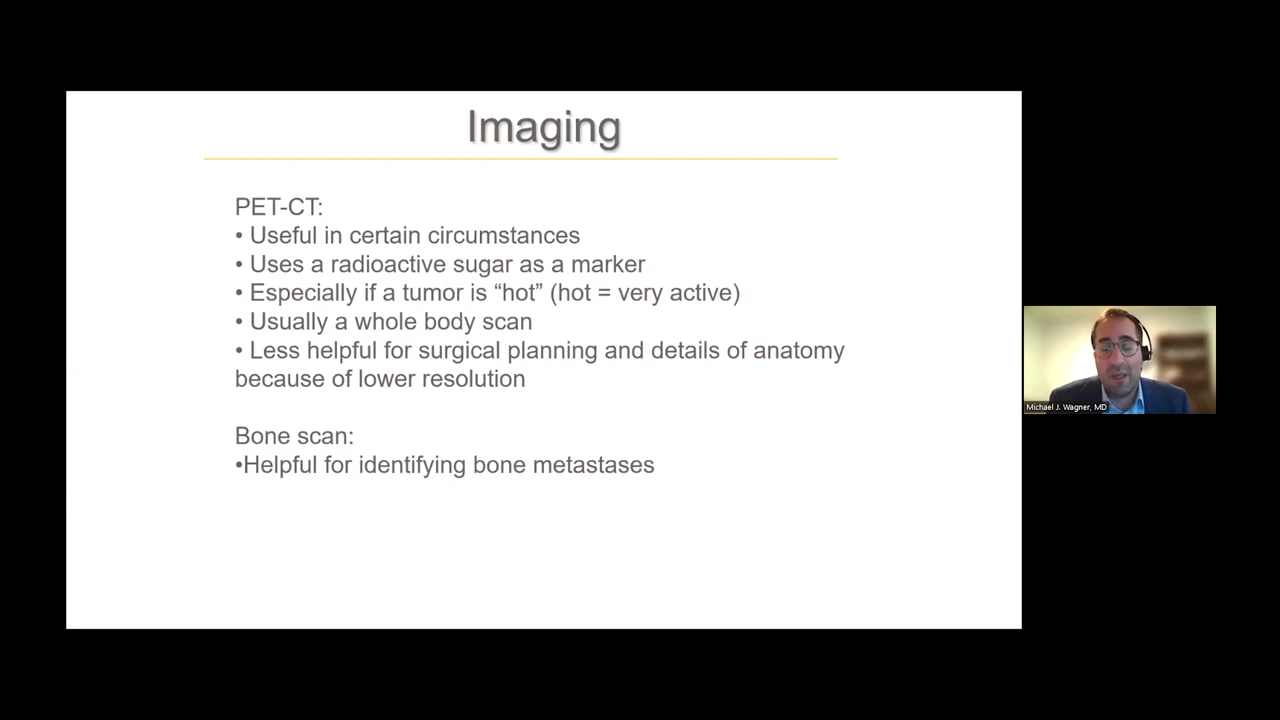 Imaging
PET-CT:
• Useful in certain circumstances
• Uses a radioactive sugar as a marker
• Especially if a tumor is “hot” (hot = very active)
• Usually a whole body scan
• Less helpful for surgical planning and details of anatomy
because of lower resolution
Bone scan:
•Helpful for identifying bone metastases
Michael J. Wagner, MD